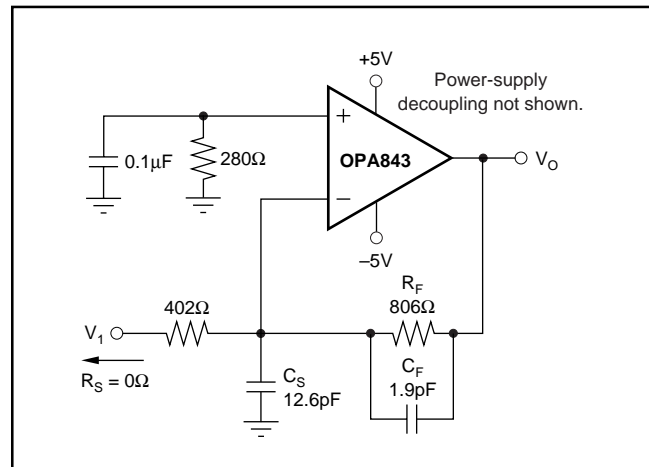 +5V
Power-supply
decoupling not shown.
+
0.1μF
280Ω
OPA843
V_O
−
−5V
R_F
402Ω
806Ω
V_1
C_F
R_S = 0Ω
C_S
1.9pF
12.6pF